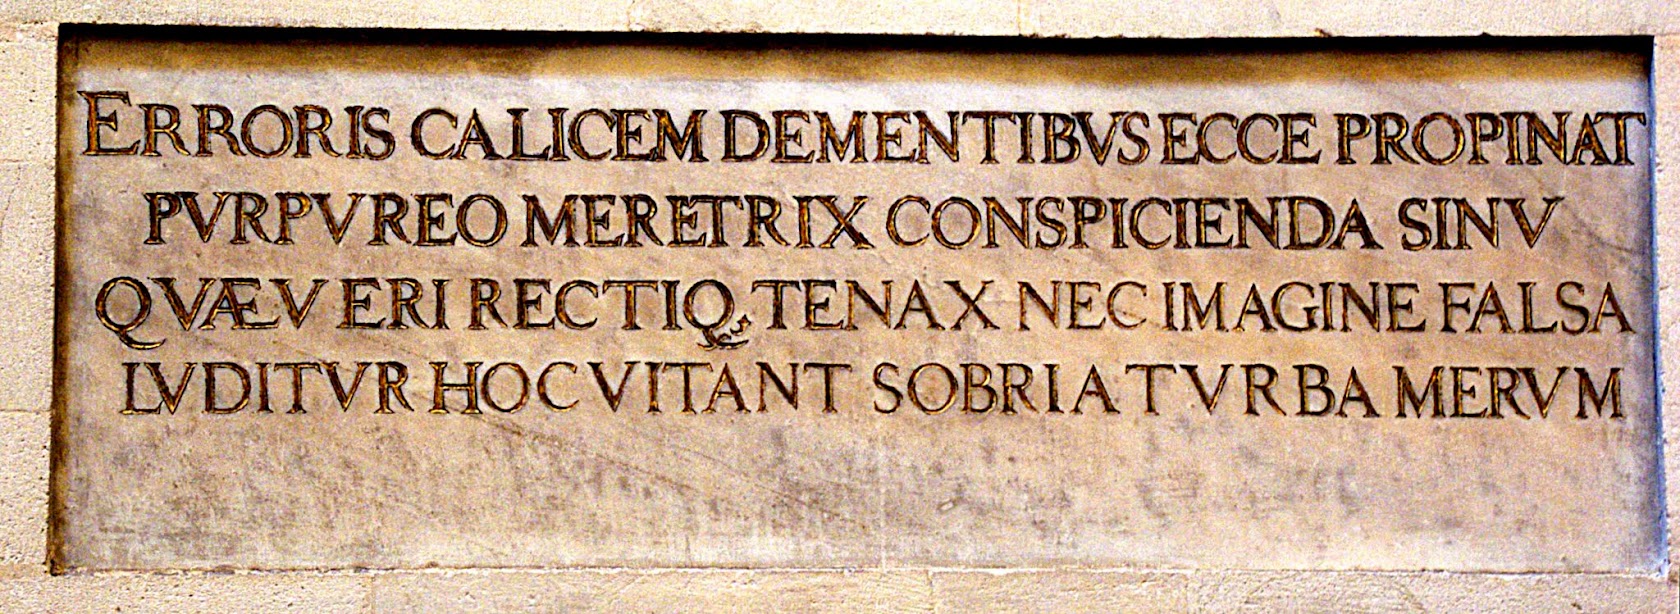 ERRORIS CALICEM DEMENTIBVS ECCE PROPINAT
PVRPVREO MERETRIX CONSPICIENDA SINV
QVÆ VERI RECTIQ; TENAX NEC IMAGINE FALSA
LVDITVR HOC VITANT SOBRIA TVRBA MERVM